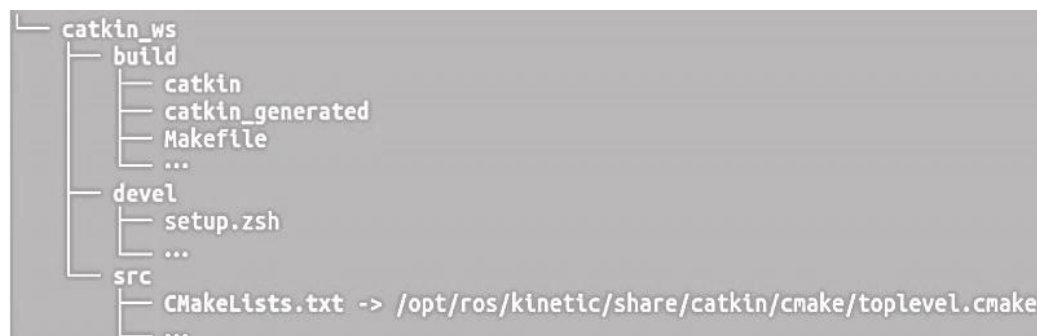 └── catkin_ws
    ├── build
    │   ├── catkin
    │   ├── catkin_generated
    │   ├── Makefile
    │   └── ...
    ├── devel
    │   ├── setup.zsh
    │   └── ...
    └── src
        ├── CMakeLists.txt -> /opt/ros/kinetic/share/catkin/cmake/toplevel.cmake
        ├── ...